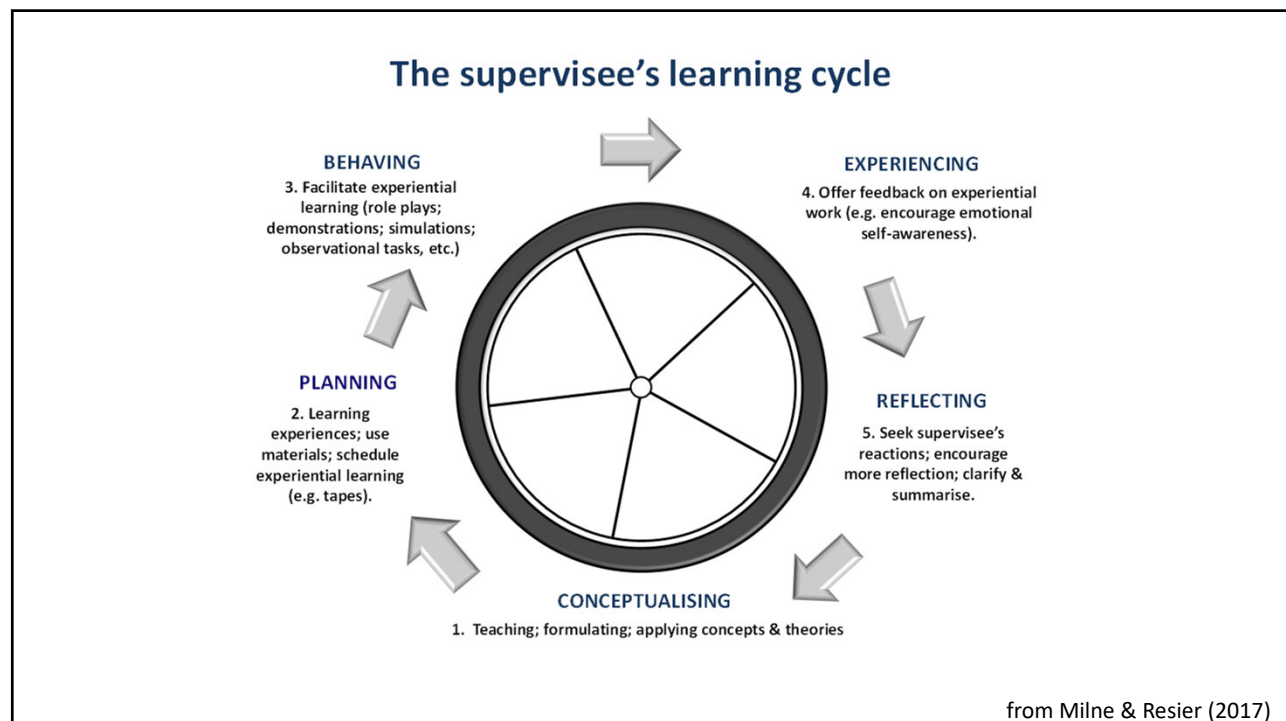 The supervisee's learning cycle
BEHAVING
3. Facilitate experiential
learning (role plays;
demonstrations; simulations;
observational tasks, etc.)
EXPERIENCING
4. Offer feedback on experiential
work (e.g. encourage emotional
self-awareness).
PLANNING
2. Learning
experiences; use
materials; schedule
experiential learning
(e.g. tapes).
REFLECTING
5. Seek supervisee's
reactions; encourage
more reflection; clarify &
summarise.
CONCEPTUALISING
1. Teaching; formulating; applying concepts & theories
from Milne & Resier (2017)